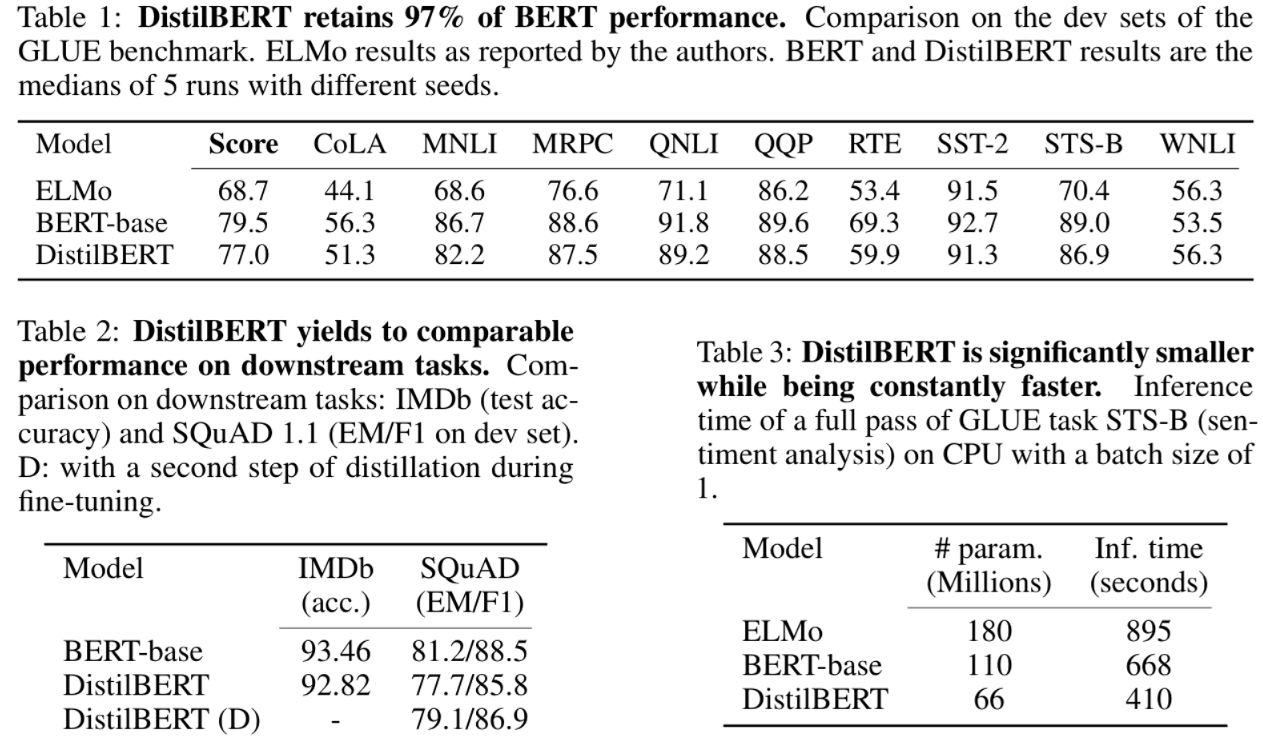 Table 1: DistilBERT retains 97% of BERT performance. Comparison on the dev sets of the
GLUE benchmark. ELMo results as reported by the authors. BERT and DistilBERT results are the
medians of 5 runs with different seeds.
Model Score CoLA MNLI MRPC QNLI QQP RTE SST-2 STS-B WNLI
ELMo 68.7 44.1 68.6 76.6 71.1 86.2 53.4 91.5 70.4 56.3
BERT-base 79.5 56.3 86.7 88.6 91.8 89.6 69.3 92.7 89.0 53.5
DistilBERT 77.0 51.3 82.2 87.5 89.2 88.5 59.9 91.3 86.9 56.3
Table 2: DistilBERT yields to comparable
performance on downstream tasks. Com-
parison on downstream tasks: IMDb (test ac-
curacy) and SQuAD 1.1 (EM/F1 on dev set).
D: with a second step of distillation during
fine-tuning.
Model IMDb SQuAD
(acc.) (EM/F1)
BERT-base 93.46 81.2/88.5
DistilBERT 92.82 77.7/85.8
DistilBERT (D) - 79.1/86.9
Table 3: DistilBERT is significantly smaller
while being constantly faster. Inference
time of a full pass of GLUE task STS-B (sen-
timent analysis) on CPU with a batch size of
1.
Model # param. Inf. time
(Millions) (seconds)
ELMo 180 895
BERT-base 110 668
DistilBERT 66 410